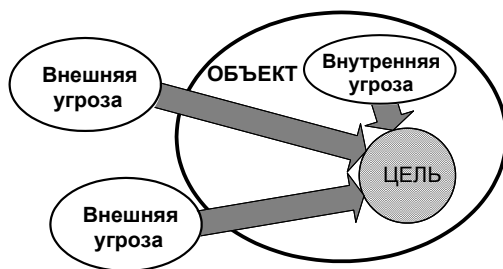 Внешняя
угроза
ОБЪЕКТ
Внутренняя
угроза
ЦЕЛЬ
Внешняя
угроза